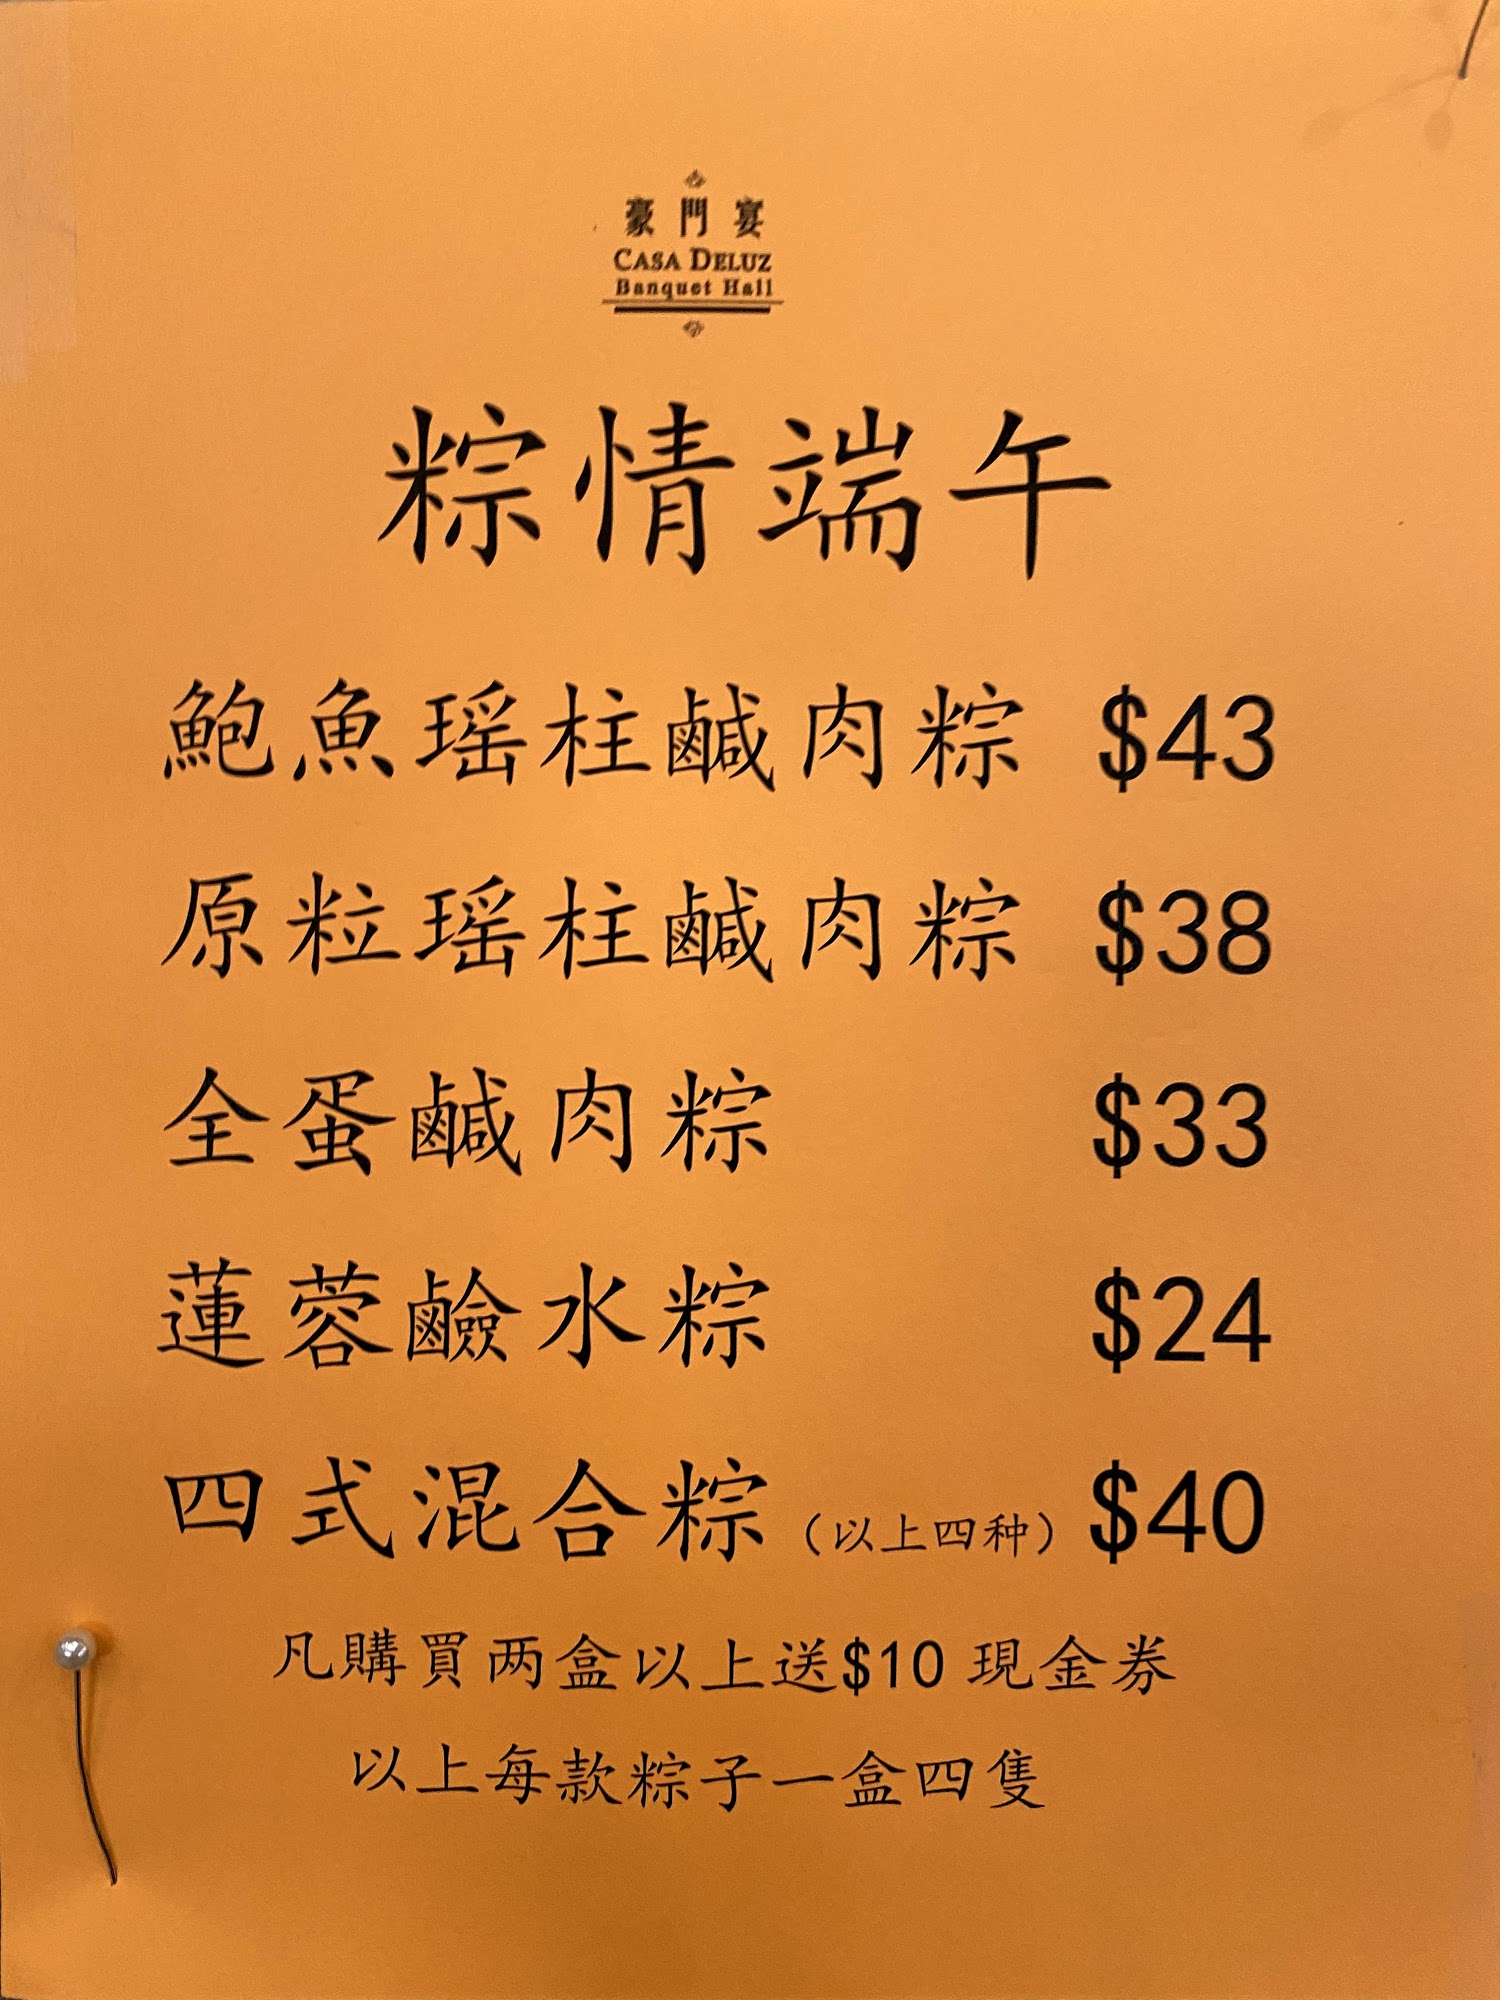 豪門宴
CASA DELUZ
Banquet Hall
粽情端午
鮑魚瑶柱鹹肉粽 $43
原粒瑶柱鹹肉粽 $38
全蛋鹹肉粽 $33
蓮蓉鹼水粽 $24
四式混合粽（以上四种） $40
凡購買两盒以上送$10 現金券
以上每款粽子一盒四隻